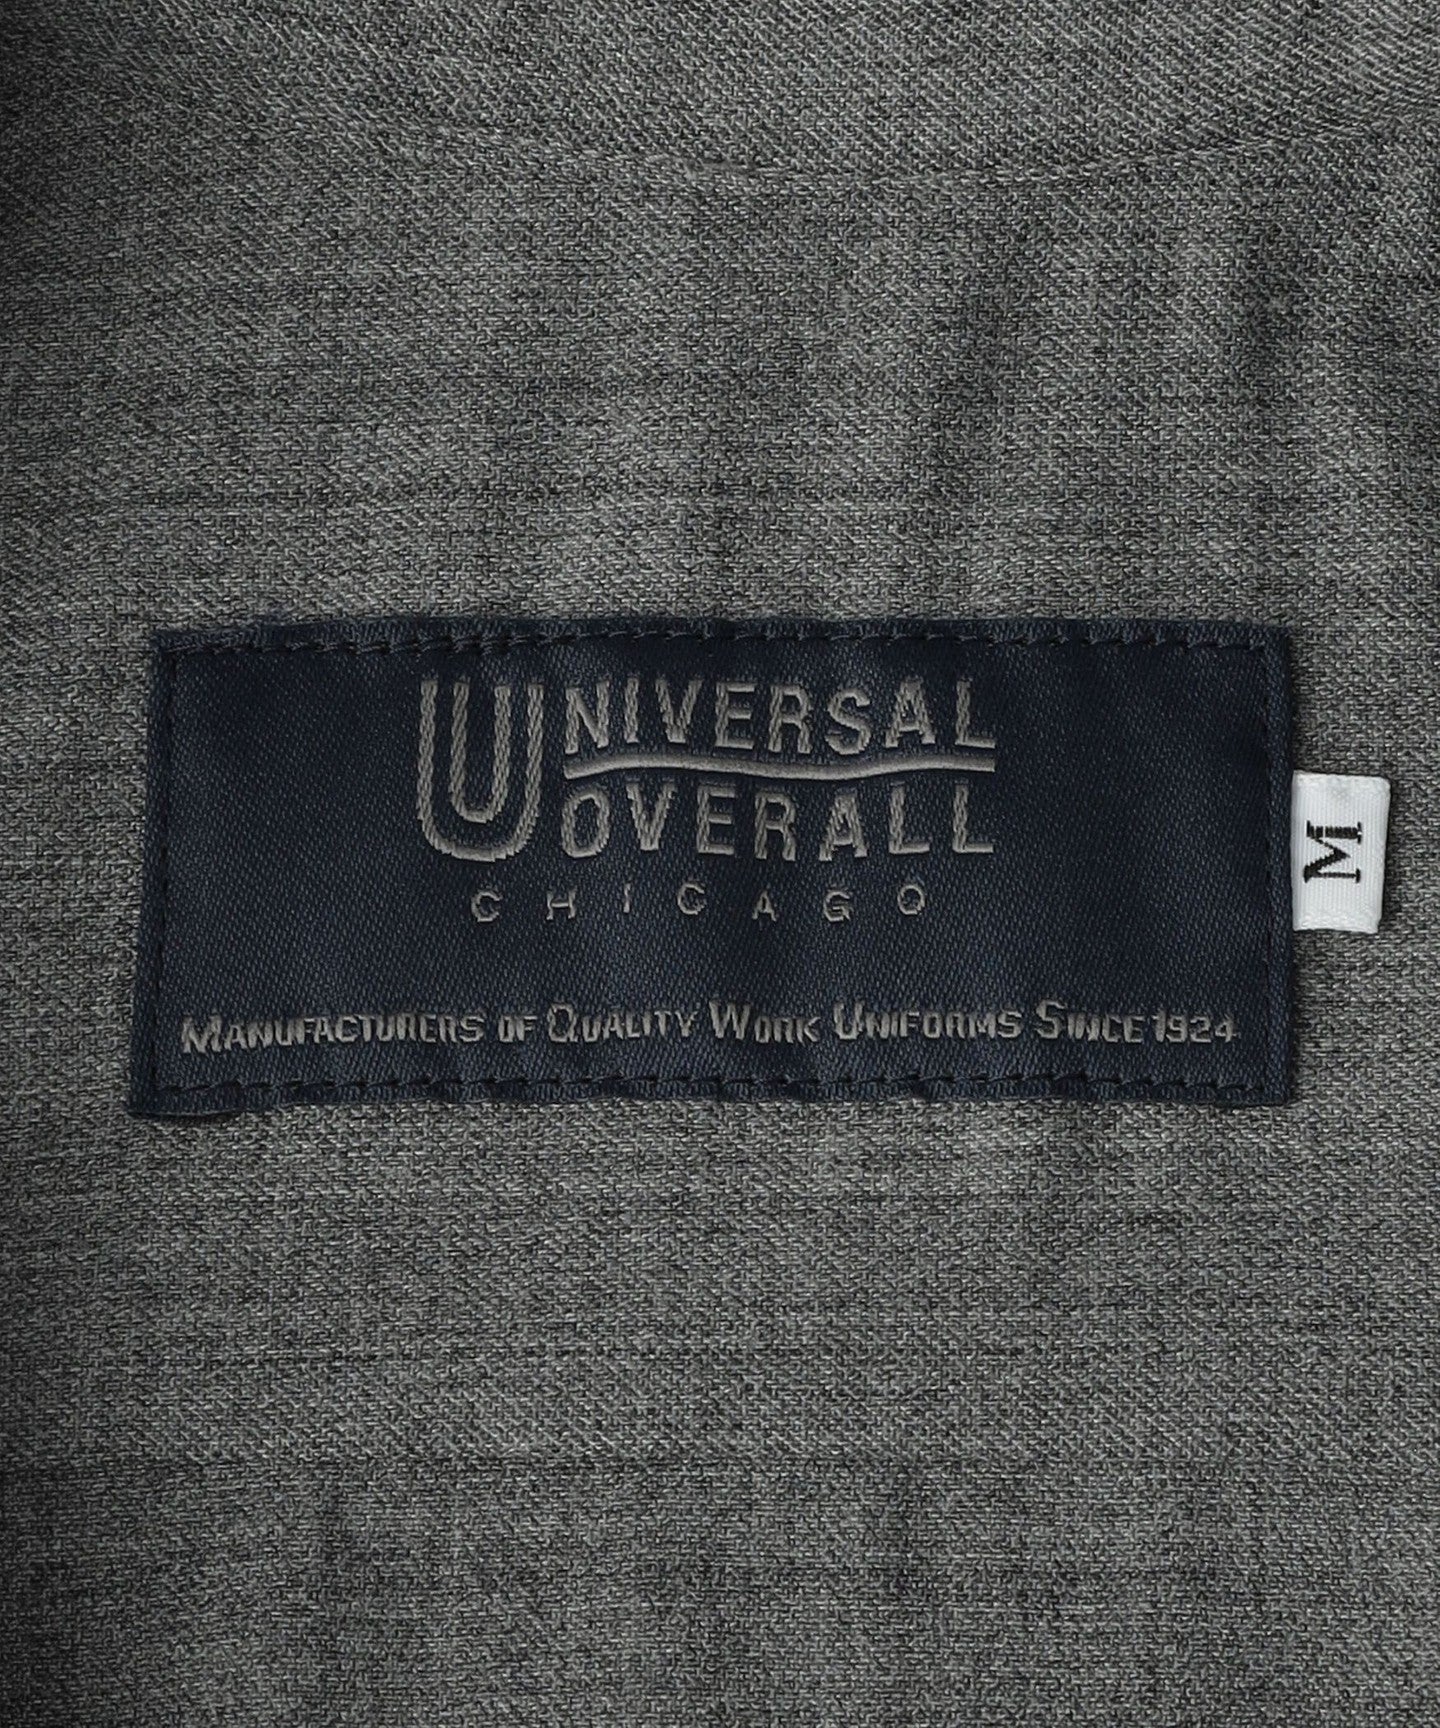 UNIVERSAL
OVERALL
CHICAGO
MANUFACTURERS OF QUALITY WORK UNIFORMS SINCE 1924
M